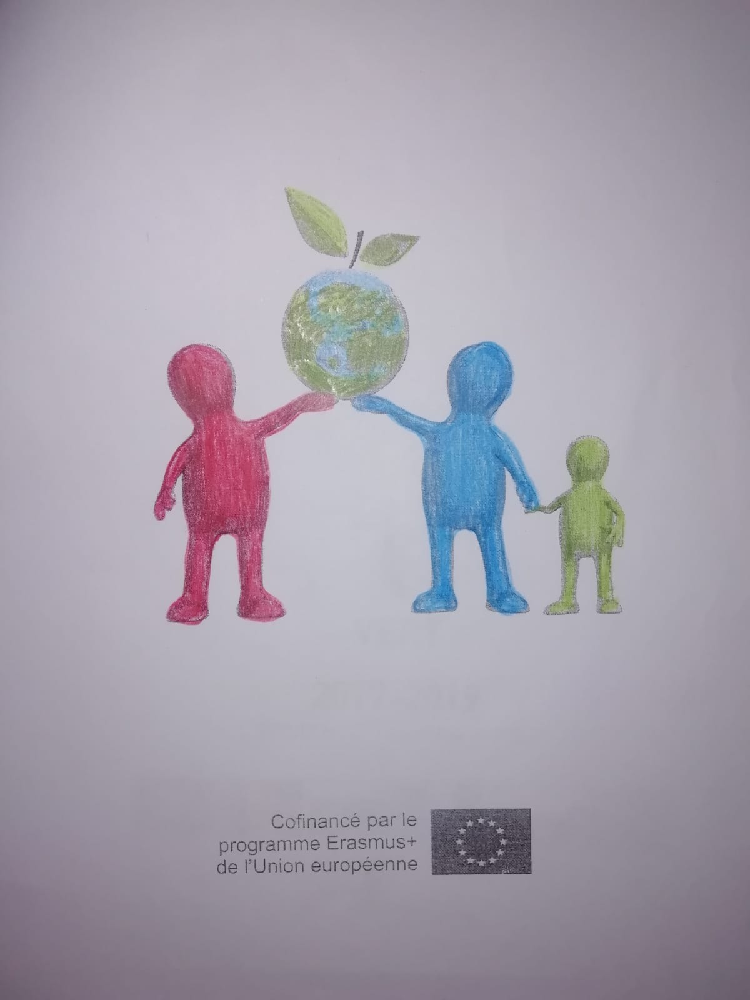 Cofinancé par le
programme Erasmus+
de l'Union européenne